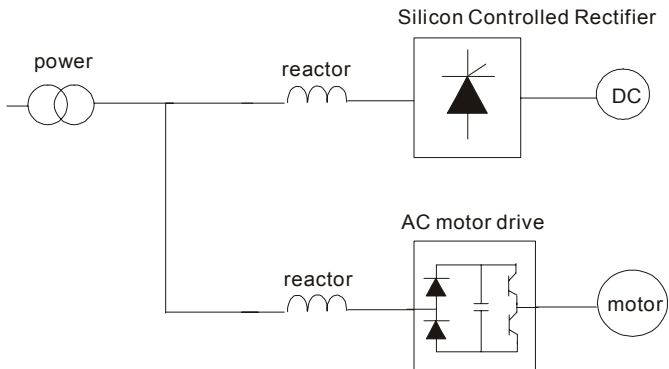 Silicon Controlled Rectifier
power
reactor
DC
AC motor drive
reactor
motor